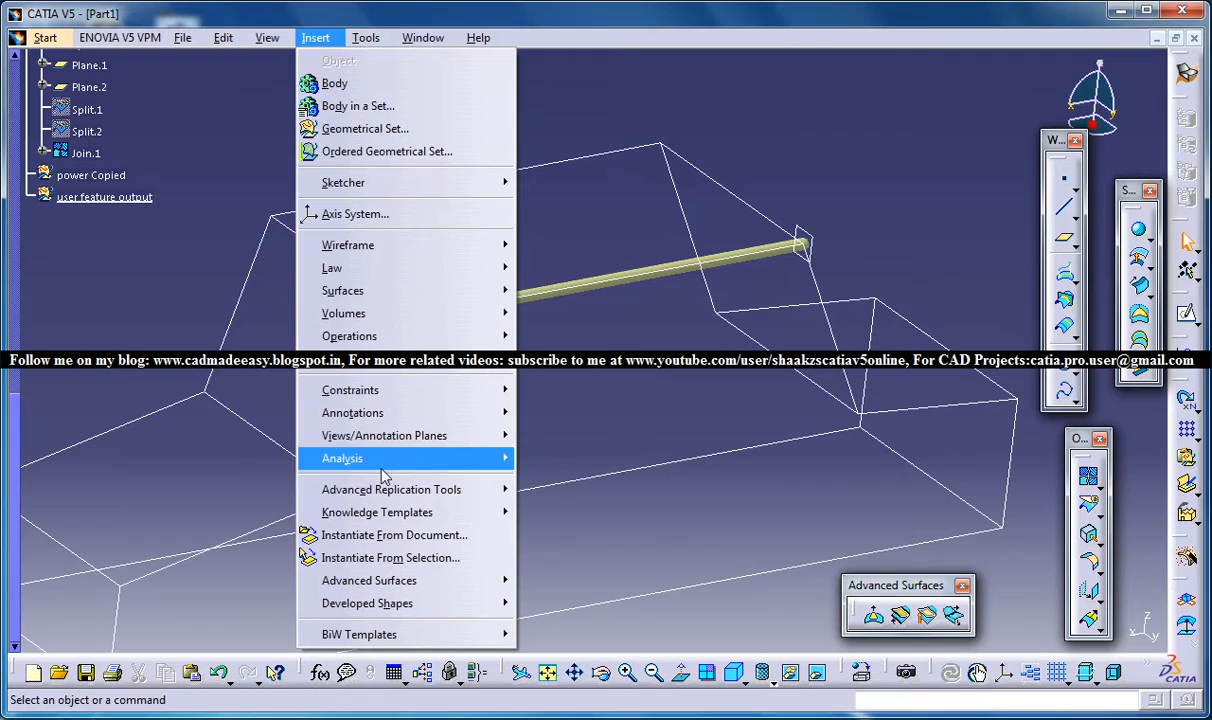 CATIA V5 - [Part1]
Start ENOVIA V5 VPM File Edit View Insert Tools Window Help
Plane.1
Plane.2
Split.1
Split.2
Join.1
power Copied
user feature output
Object
Body
Body in a Set...
Geometrical Set...
Ordered Geometrical Set...
Sketcher
Axis System...
Wireframe
Law
Surfaces
Volumes
Operations
Follow me on my blog: www.cadmadeeasy.blogspot.in, For more related videos: subscribe to me at www.youtube.com/user/shaakzscatiav5online, For CAD Projects:catia.pro.user@gmail.com
Constraints
Annotations
Views/Annotation Planes
Analysis
Advanced Replication Tools
Knowledge Templates
Instantiate From Document...
Instantiate From Selection...
Advanced Surfaces
Developed Shapes
BiW Templates
W...
S...
O...
Advanced Surfaces
z
x
y
f(x)
CATIA
Select an object or a command